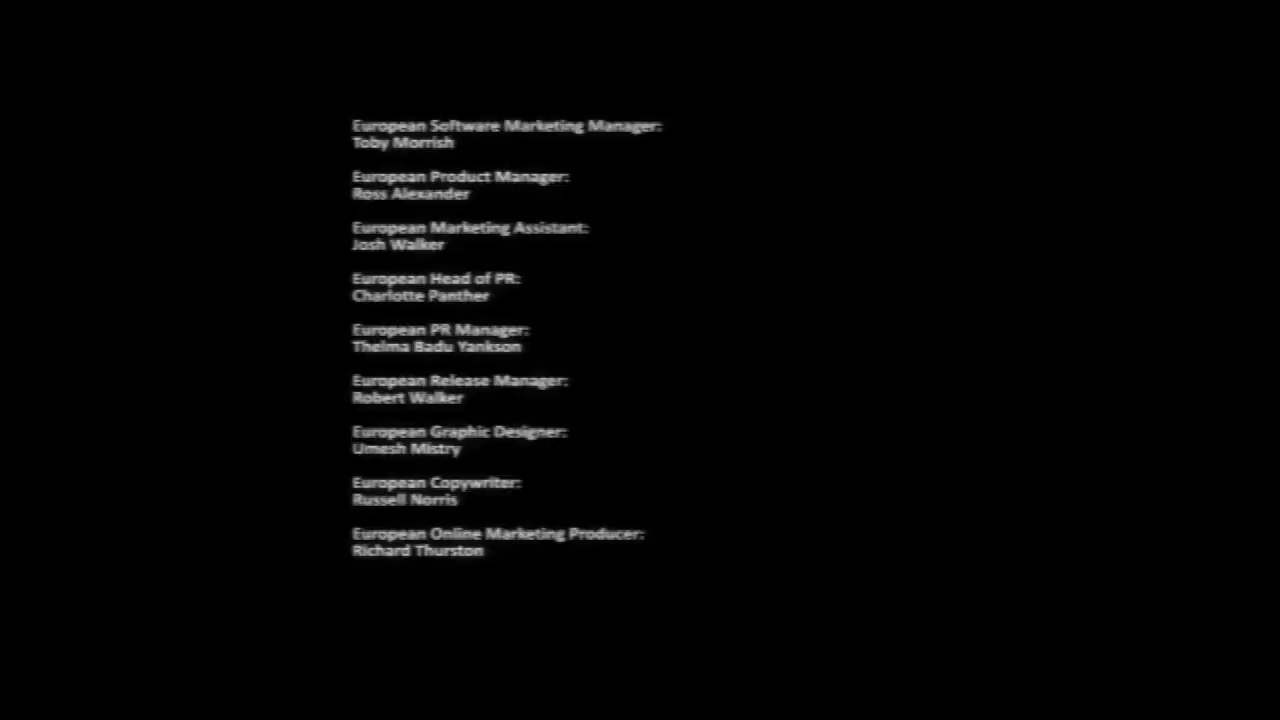 European Software Marketing Manager:
Toby Morrish
European Product Manager:
Ross Alexander
European Marketing Assistant:
Josh Walker
European Head of PR:
Charlotte Panther
European PR Manager:
Thelma Badu Yankson
European Release Manager:
Robert Walker
European Graphic Designer:
Umesh Mistry
European Copywriter:
Russell Norris
European Online Marketing Producer:
Richard Thurston